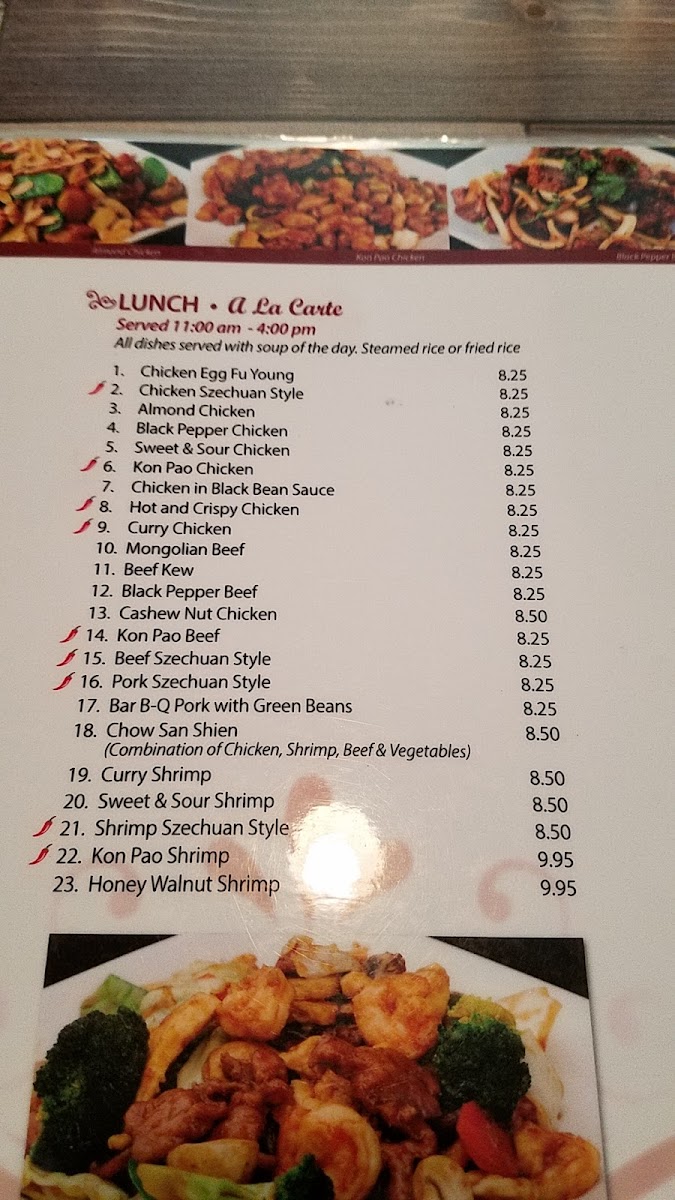 Almond Chicken
Kon Pao Chicken
Black Pepper
LUNCH • A La Carte
Served 11:00 am - 4:00 pm
All dishes served with soup of the day. Steamed rice or fried rice
1. Chicken Egg Fu Young 8.25
2. Chicken Szechuan Style 8.25
3. Almond Chicken 8.25
4. Black Pepper Chicken 8.25
5. Sweet & Sour Chicken 8.25
6. Kon Pao Chicken 8.25
7. Chicken in Black Bean Sauce 8.25
8. Hot and Crispy Chicken 8.25
9. Curry Chicken 8.25
10. Mongolian Beef 8.25
11. Beef Kew 8.25
12. Black Pepper Beef 8.25
13. Cashew Nut Chicken 8.50
14. Kon Pao Beef 8.25
15. Beef Szechuan Style 8.25
16. Pork Szechuan Style 8.25
17. Bar B-Q Pork with Green Beans 8.25
18. Chow San Shien 8.50
(Combination of Chicken, Shrimp, Beef & Vegetables)
19. Curry Shrimp 8.50
20. Sweet & Sour Shrimp 8.50
21. Shrimp Szechuan Style 8.50
22. Kon Pao Shrimp 9.95
23. Honey Walnut Shrimp 9.95